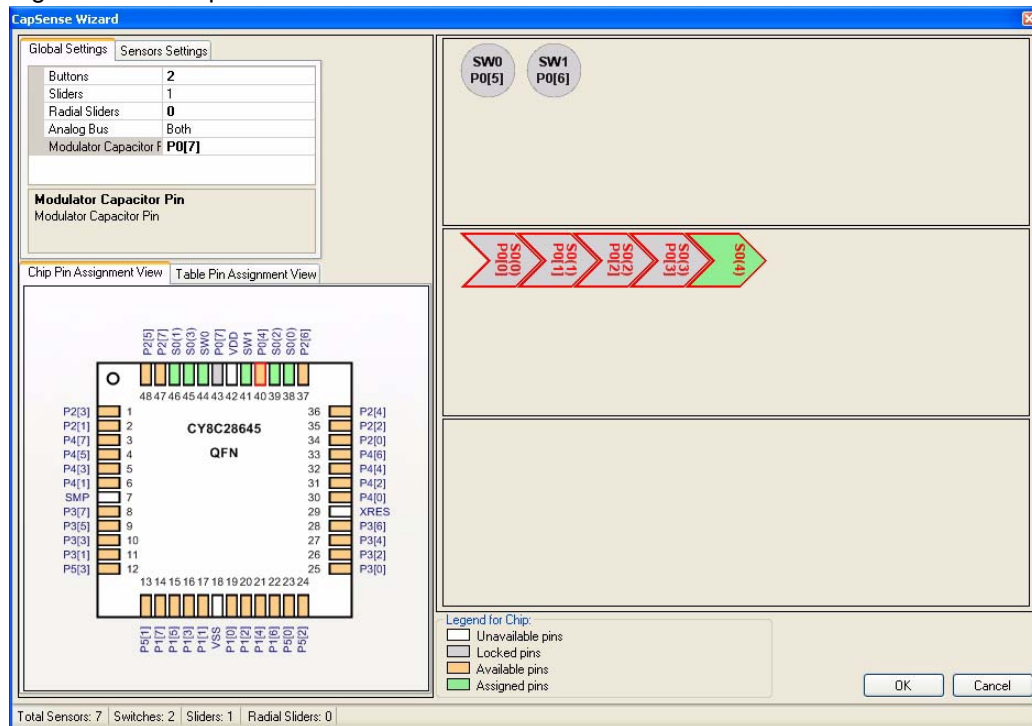 CapSense Wizard
Global Settings Sensors Settings
Buttons 2
Sliders 1
Radial Sliders 0
Analog Bus Both
Modulator Capacitor F P0[7]
Modulator Capacitor Pin
Modulator Capacitor Pin
SW0 SW1
P0[5] P0[6]
S0(0) S0(1) S0(2) S0(3) S0(4)
P0[0] P0[1] P0[2] P0[3]
Chip Pin Assignment View Table Pin Assignment View
P2[5] P2[7] S0(1) S0(3) SW0 P0[7] VDD SW1 P0[4] S0(2) S0(0) P2[6]
48 47 46 45 44 43 42 41 40 39 38 37
P2[3] 1 36 P2[4]
P2[1] 2 CY8C28645 35 P2[2]
P4[7] 3 34 P2[0]
P4[5] 4 QFN 33 P4[6]
P4[3] 5 32 P4[4]
P4[1] 6 31 P4[2]
SMP 7 30 P4[0]
P3[7] 8 29 XRES
P3[5] 9 28 P3[6]
P3[3] 10 27 P3[4]
P3[1] 11 26 P3[2]
P5[3] 12 25 P3[0]
13 14 15 16 17 18 19 20 21 22 23 24
P5[1] P1[7] P1[5] P1[3] P1[1] VSS P1[0] P1[2] P1[4] P1[6] P5[0] P5[2]
Legend for Chip:
Unavailable pins
Locked pins
Available pins
Assigned pins
OK Cancel
Total Sensors: 7 Switches: 2 Sliders: 1 Radial Sliders: 0